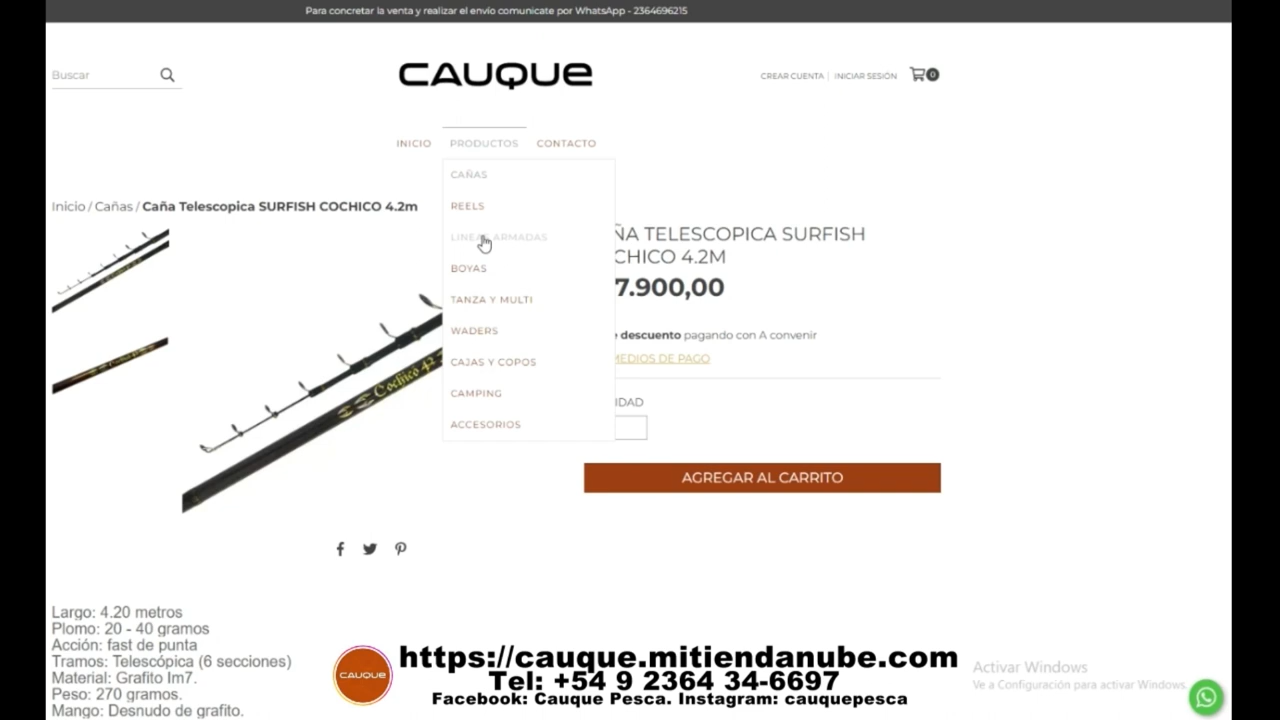 Para concretar la venta y realizar el envío comunicate por WhatsApp - 2364696215
Buscar
CAUQUE
CREAR CUENTA | INICIAR SESIÓN
0
INICIO PRODUCTOS CONTACTO
CAÑAS
REELS
LINEAS ARMADAS
BOYAS
TANZA Y MULTI
WADERS
CAJAS Y COPOS
CAMPING
ACCESORIOS
Inicio / Cañas / Caña Telescopica SURFISH COCHICO 4.2m
ÑA TELESCOPICA SURFISH
CHICO 4.2M
7.900,00
descuento pagando con A convenir
MEDIOS DE PAGO
IDAD
AGREGAR AL CARRITO
Cochico
Largo: 4.20 metros
Plomo: 20 - 40 gramos
Acción: fast de punta
Tramos: Telescópica (6 secciones)
Material: Grafito Im7.
Peso: 270 gramos.
Mango: Desnudo de grafito.
CAUQUE
https://cauque.mitiendanube.com
Tel: +54 9 2364 34-6697
Facebook: Cauque Pesca. Instagram: cauquepesca
Activar Windows
Ve a Configuración para activar Windows.